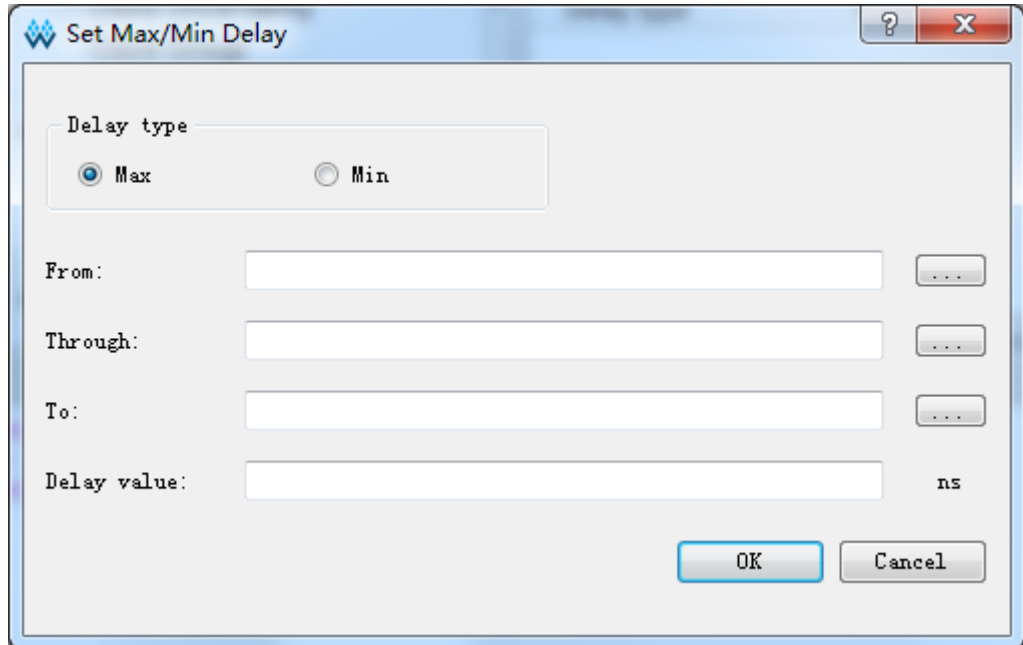 Set Max/Min Delay
?
X
Delay type
Max
Min
From:
...
Through:
...
To:
...
Delay value:
ns
OK
Cancel